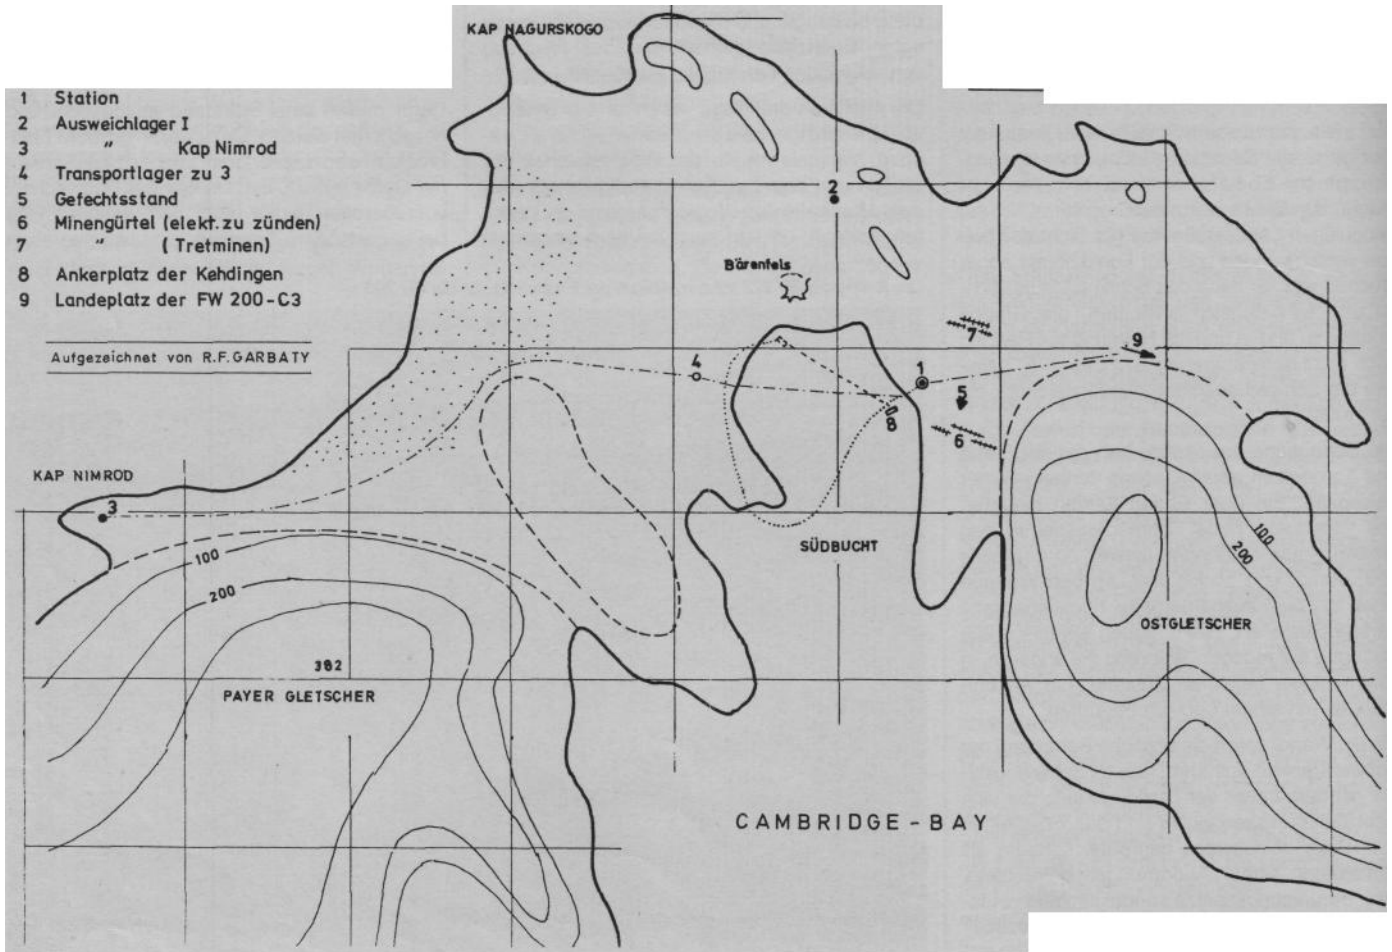 KAP NAGURSKOGO
1 Station
2 Ausweichlager I
3 " Kap Nimrod
4 Transportlager zu 3
5 Gefechtsstand
6 Minengürtel (elekt. zu zünden)
7 " (Tretminen)
8 Ankerplatz der Kehdingen
9 Landeplatz der FW 200-C3
Aufgezeichnet von R.F. GARBATY
2
Bärenfels
7
9
4
1
5
8
6
KAP NIMROD
3
100
200
SÜDBUCHT
100
200
OSTGLETSCHER
382
PAYER GLETSCHER
CAMBRIDGE-BAY